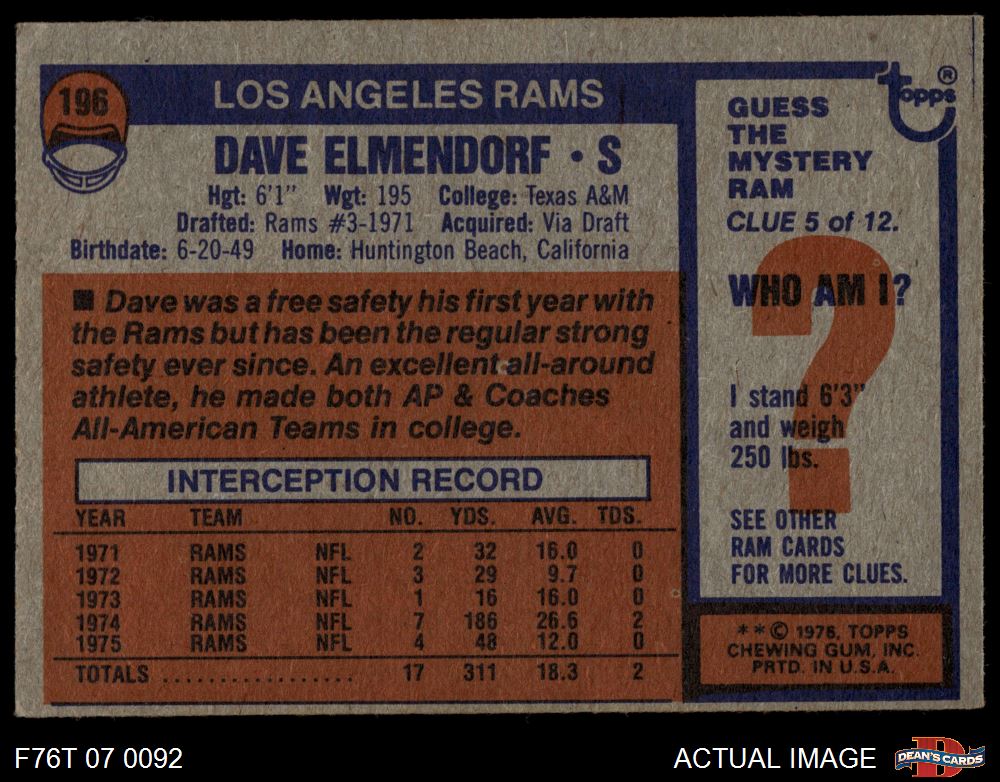 196
LOS ANGELES RAMS
DAVE ELMENDORF • S
Hgt: 6'1" Wgt: 195 College: Texas A&M
Drafted: Rams #3-1971 Acquired: Via Draft
Birthdate: 6-20-49 Home: Huntington Beach, California
■ Dave was a free safety his first year with
the Rams but has been the regular strong
safety ever since. An excellent all-around
athlete, he made both AP & Coaches
All-American Teams in college.
INTERCEPTION RECORD
YEAR TEAM NO. YDS. AVG. TDS.
1971 RAMS NFL 2 32 16.0 0
1972 RAMS NFL 3 29 9.7 0
1973 RAMS NFL 1 16 16.0 0
1974 RAMS NFL 7 186 26.6 2
1975 RAMS NFL 4 48 12.0 0
TOTALS .................. 17 311 18.3 2
topps ®
GUESS
THE
MYSTERY
RAM
CLUE 5 of 12.
?
WHO AM I?
I stand 6'3"
and weigh
250 lbs.
SEE OTHER
RAM CARDS
FOR MORE CLUES.
* * © 1976, TOPPS
CHEWING GUM, INC.
PRTD. IN U.S.A.
F76T 07 0092
ACTUAL IMAGE
D
DEAN'S CARDS